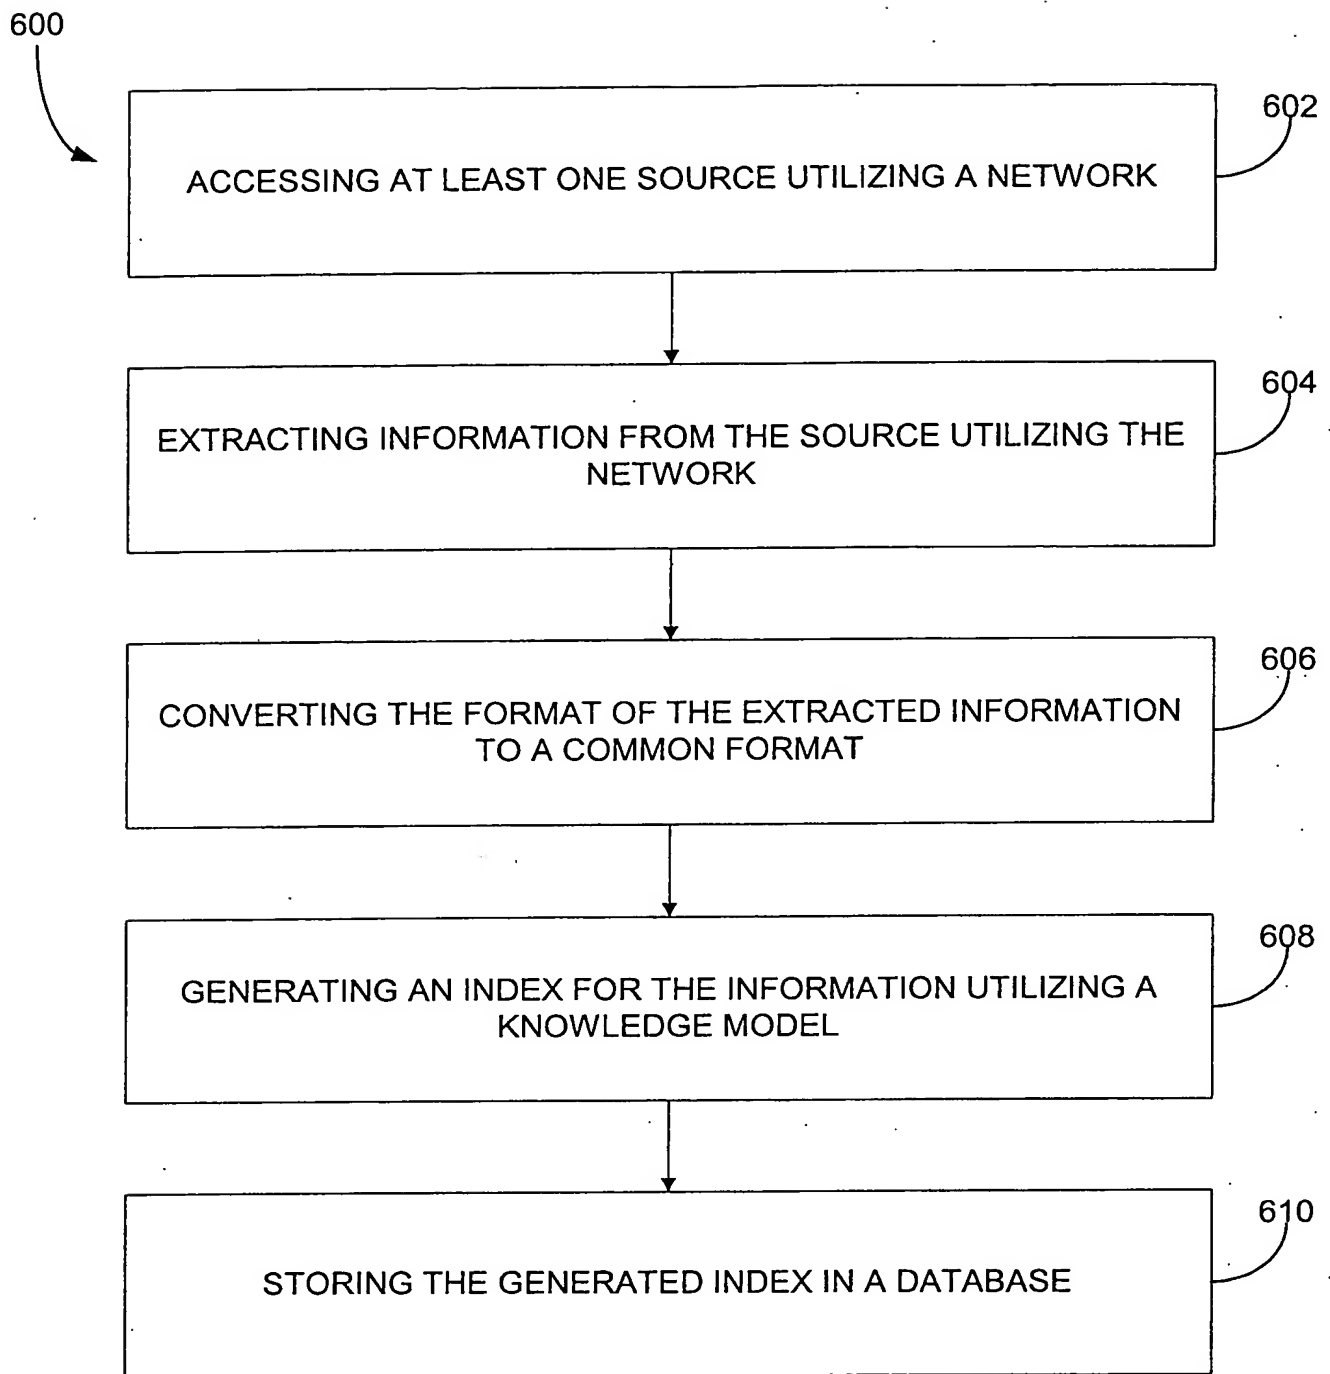 600
602
ACCESSING AT LEAST ONE SOURCE UTILIZING A NETWORK
604
EXTRACTING INFORMATION FROM THE SOURCE UTILIZING THE
NETWORK
606
CONVERTING THE FORMAT OF THE EXTRACTED INFORMATION
TO A COMMON FORMAT
608
GENERATING AN INDEX FOR THE INFORMATION UTILIZING A
KNOWLEDGE MODEL
610
STORING THE GENERATED INDEX IN A DATABASE